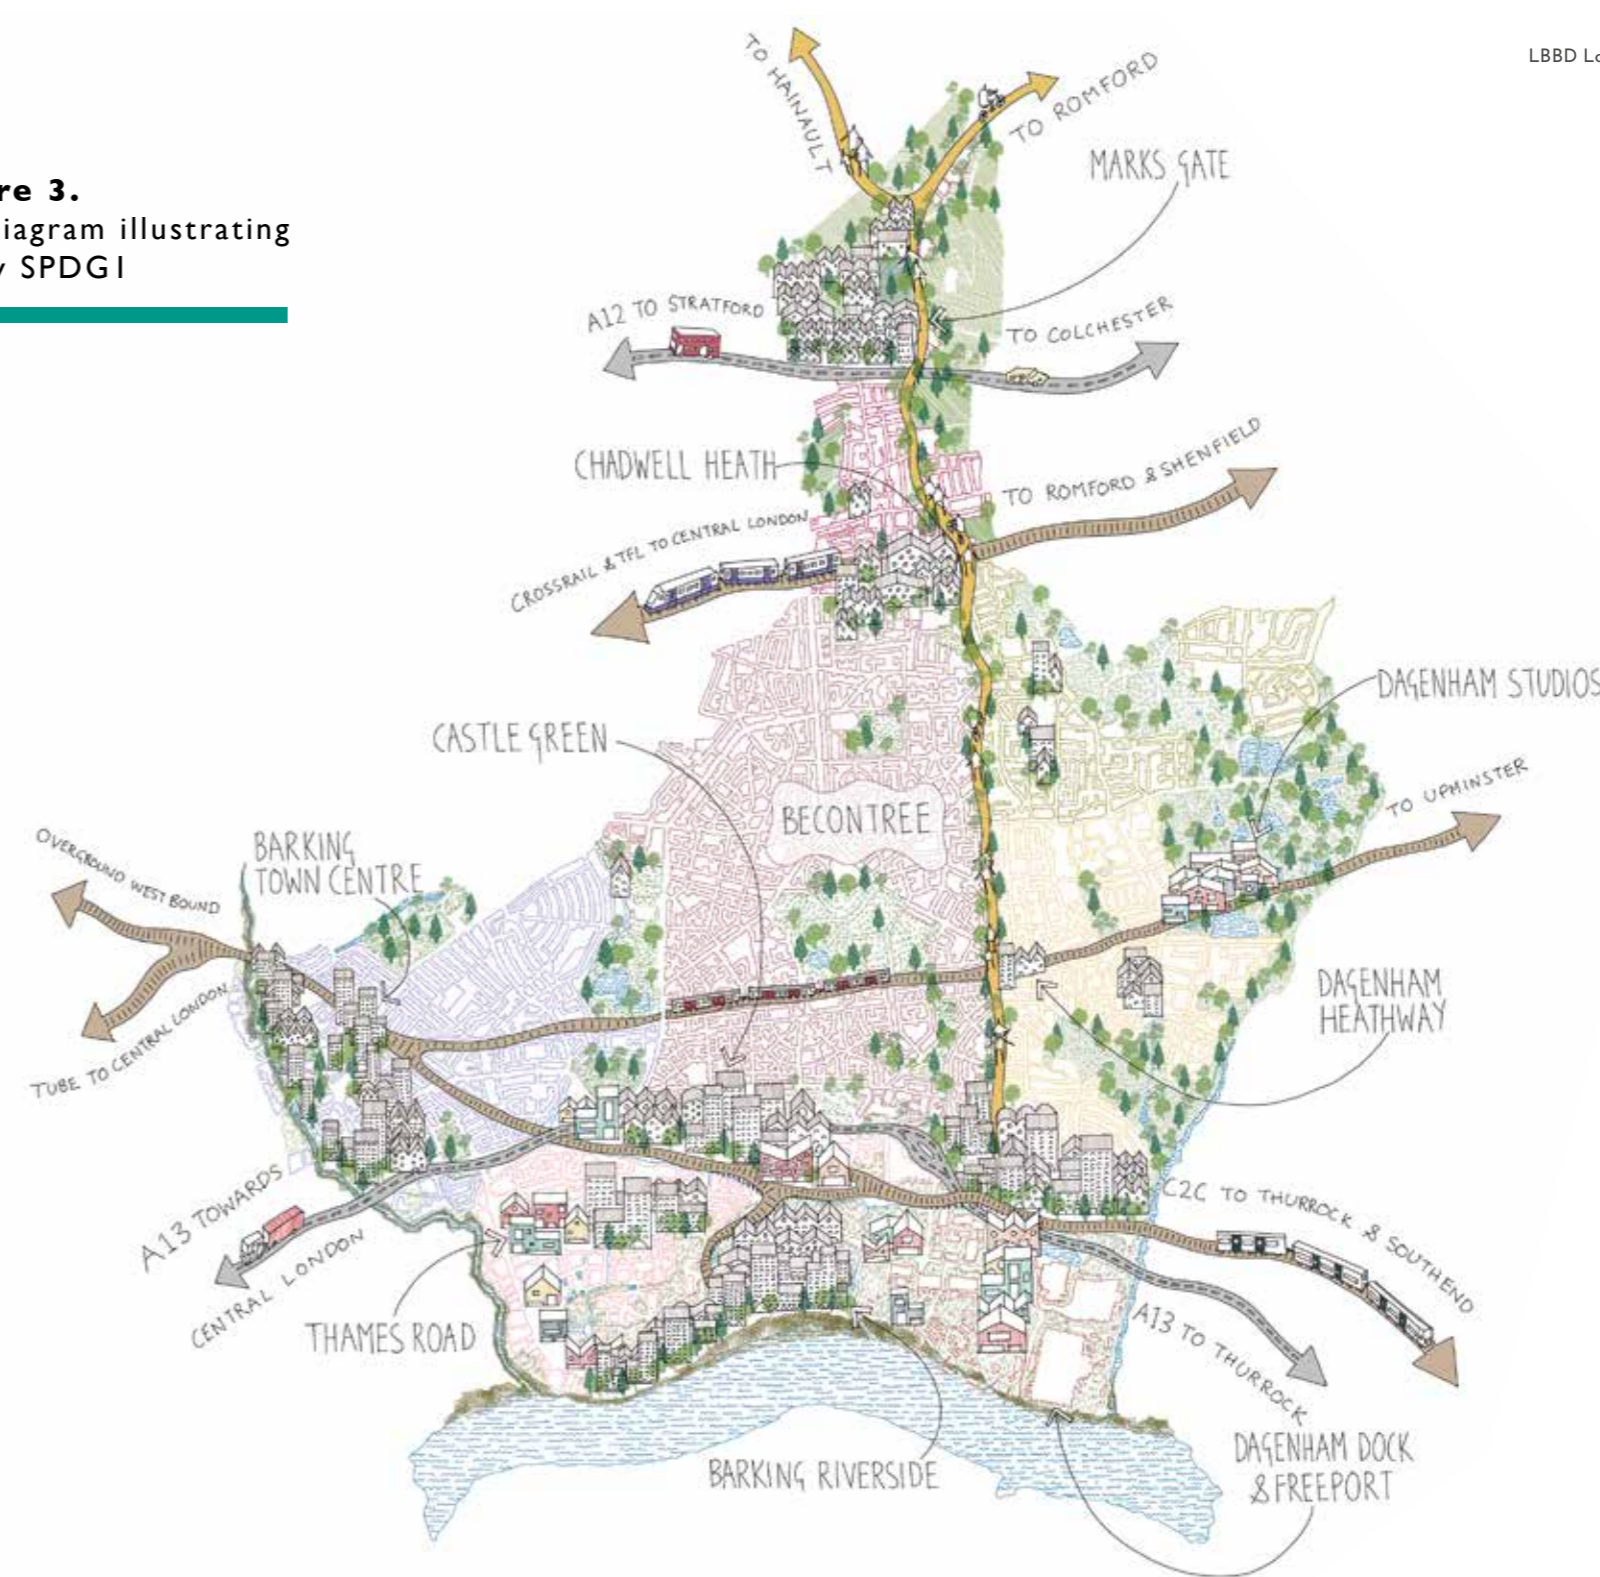 LBBD Lo
re 3.
iagram illustrating
y SPDG1
TO HAINAULT
TO ROMFORD
MARKS GATE
A12 TO STRATFORD
TO COLCHESTER
CHADWELL HEATH
TO ROMFORD & SHENFIELD
CROSSRAIL & TFL TO CENTRAL LONDON
DAGENHAM STUDIOS
CASTLE GREEN
TO UPMINSTER
BECONTREE
OVERGROUND WEST BOUND
BARKING
TOWN CENTRE
TUBE TO CENTRAL LONDON
DAGENHAM
HEATHWAY
A13 TOWARDS
CENTRAL LONDON
C2C TO THURROCK & SOUTHEND
THAMES ROAD
A13 TO THURROCK
BARKING RIVERSIDE
DAGENHAM DOCK
& FREEPORT